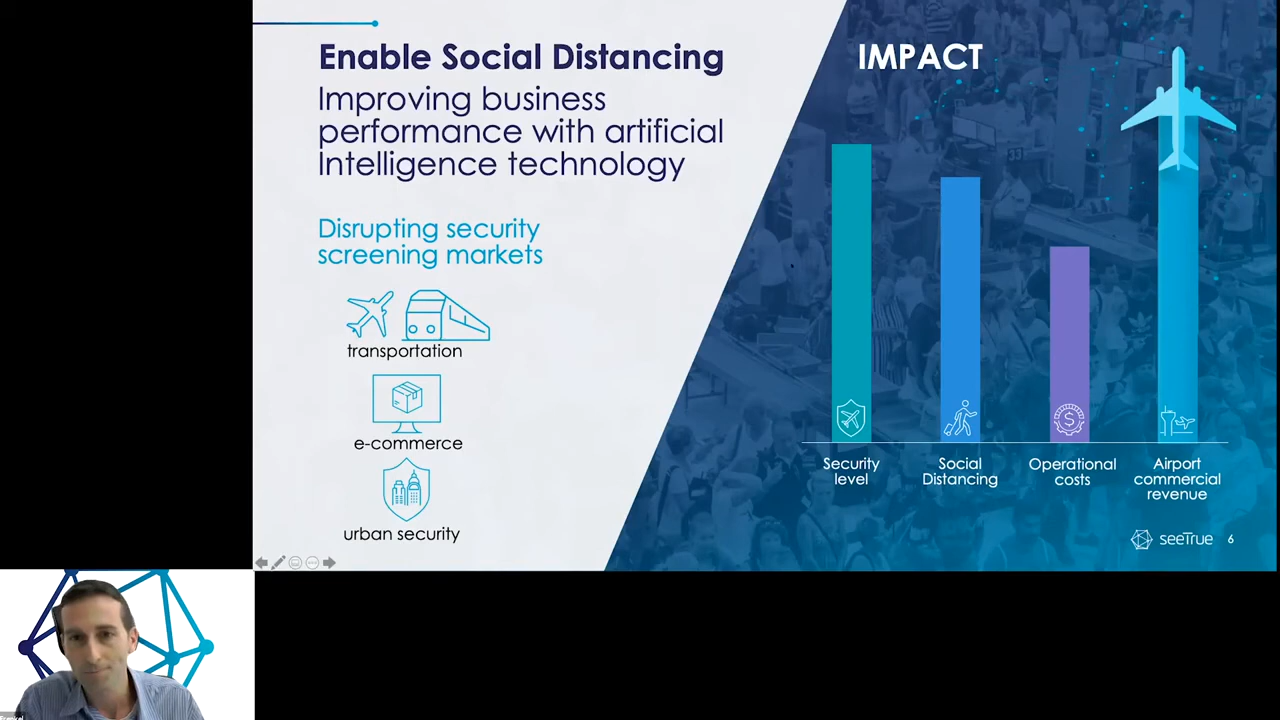 Enable Social Distancing
Improving business
performance with artificial
Intelligence technology
Disrupting security
screening markets
transportation
e-commerce
urban security
IMPACT
33
$
Security
level
Social
Distancing
Operational
costs
Airport
commercial
revenue
seeTrue 6